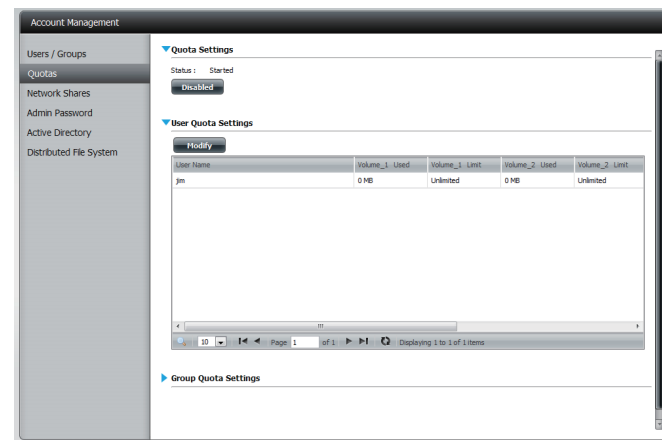 Account Management
Users / Groups
Quotas
Network Shares
Admin Password
Active Directory
Distributed File System
Quota Settings
Status : Started
Disabled
User Quota Settings
Modify
User Name Volume_1 Used Volume_1 Limit Volume_2 Used Volume_2 Limit
jim 0 MB Unlimited 0 MB Unlimited
10 Page 1 of 1 Displaying 1 to 1 of 1 items
Group Quota Settings